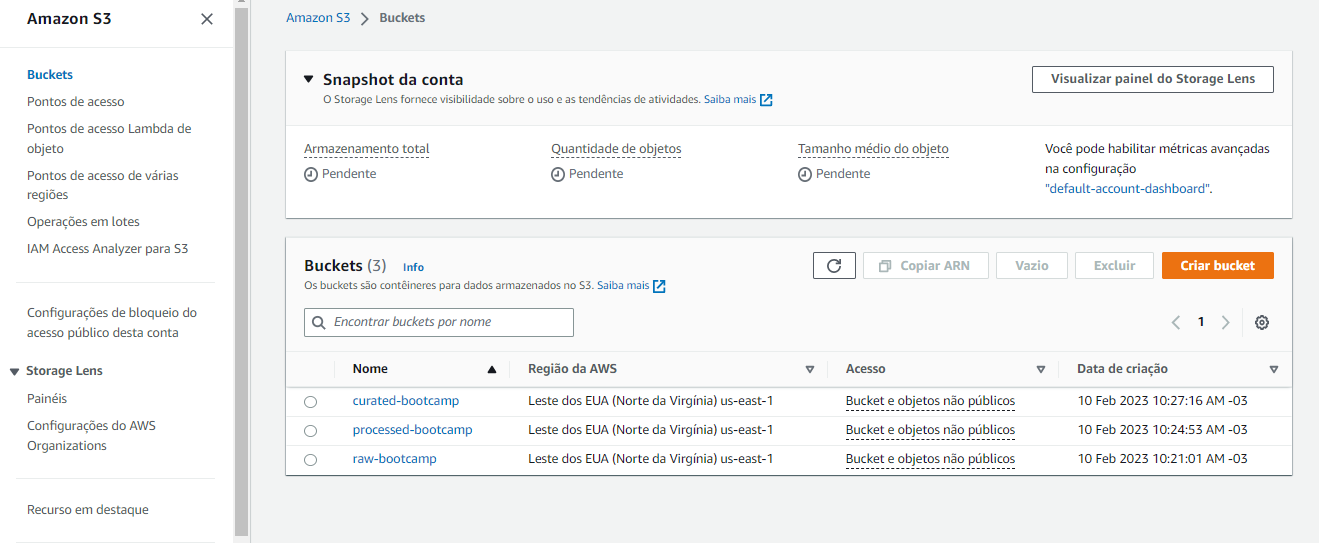 Amazon S3
Buckets
Pontos de acesso
Pontos de acesso Lambda de
objeto
Pontos de acesso de várias
regiões
Operações em lotes
IAM Access Analyzer para S3
Configurações de bloqueio do
acesso público desta conta
Storage Lens
Painéis
Configurações do AWS
Organizations
Recurso em destaque
Amazon S3 > Buckets
Snapshot da conta
O Storage Lens fornece visibilidade sobre o uso e as tendências de atividades. Saiba mais
Visualizar painel do Storage Lens
Armazenamento total
Pendente
Quantidade de objetos
Pendente
Tamanho médio do objeto
Pendente
Você pode habilitar métricas avançadas
na configuração
"default-account-dashboard".
Buckets (3) Info
Os buckets são contêineres para dados armazenados no S3. Saiba mais
Copiar ARN Vazio Excluir Criar bucket
Encontrar buckets por nome
1
Nome Região da AWS Acesso Data de criação
curated-bootcamp Leste dos EUA (Norte da Virgínia) us-east-1 Bucket e objetos não públicos 10 Feb 2023 10:27:16 AM -03
processed-bootcamp Leste dos EUA (Norte da Virgínia) us-east-1 Bucket e objetos não públicos 10 Feb 2023 10:24:53 AM -03
raw-bootcamp Leste dos EUA (Norte da Virgínia) us-east-1 Bucket e objetos não públicos 10 Feb 2023 10:21:01 AM -03